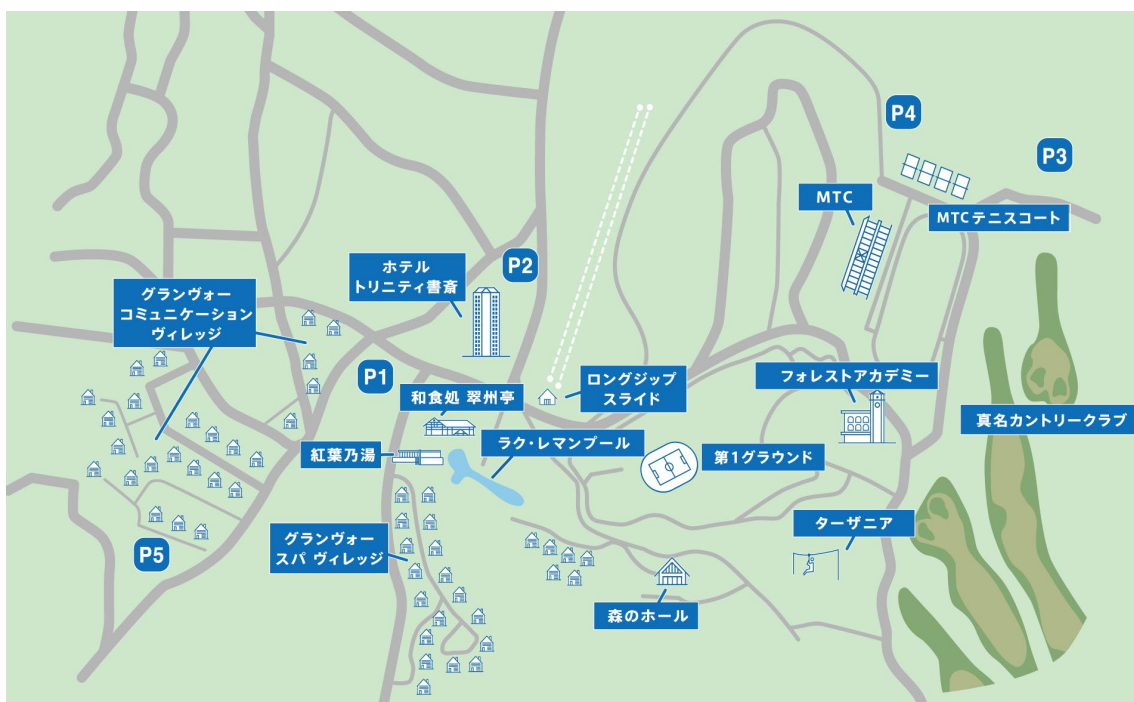 P4
P3
MTC
MTCテニスコート
ホテル
トリニティ書斎
P2
グランヴォー
コミュニケーション
ヴィレッジ
P1
ロングジップ
スライド
フォレストアカデミー
和食処 翠州亭
真名カントリークラブ
ラク・レマンプール
紅葉乃湯
第1グラウンド
ターザニア
グランヴォー
スパ ヴィレッジ
P5
森のホール